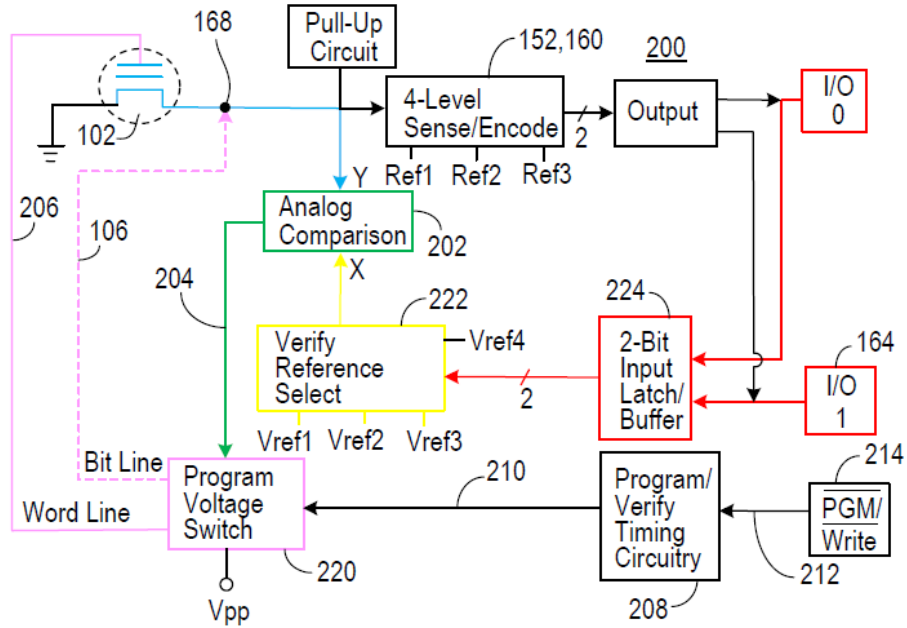 168
Pull-Up
Circuit
152,160
200
I/O
0
4-Level
Sense/Encode
2
Output
102
Ref1 Ref2 Ref3
Y
206
106
Analog
Comparison
202
X
204
222
224
164
Verify
Reference
Select
Vref4
2
2-Bit
Input
Latch/
Buffer
I/O
1
Vref1 Vref2 Vref3
Bit Line
Word Line
Program
Voltage
Switch
210
Program/
Verify
Timing
Circuitry
214
PGM/
Write
220
212
Vpp
208